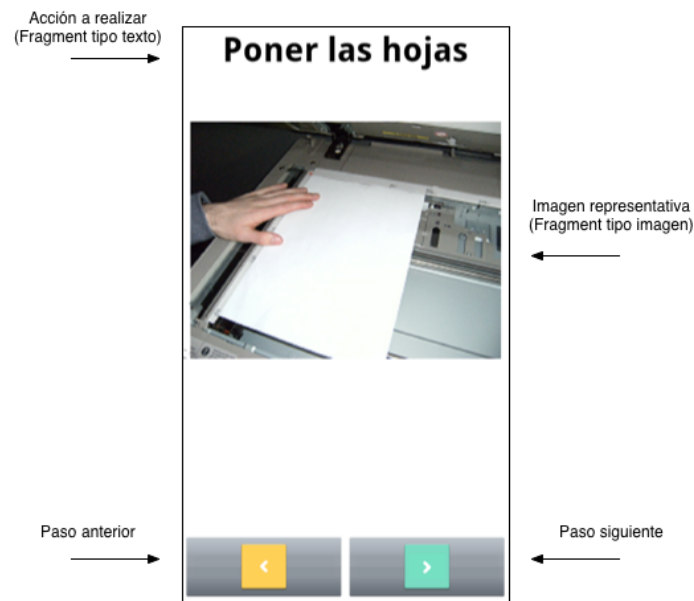 Acción a realizar
(Fragment tipo texto)
Poner las hojas
Imagen representativa
(Fragment tipo imagen)
Paso anterior
Paso siguiente